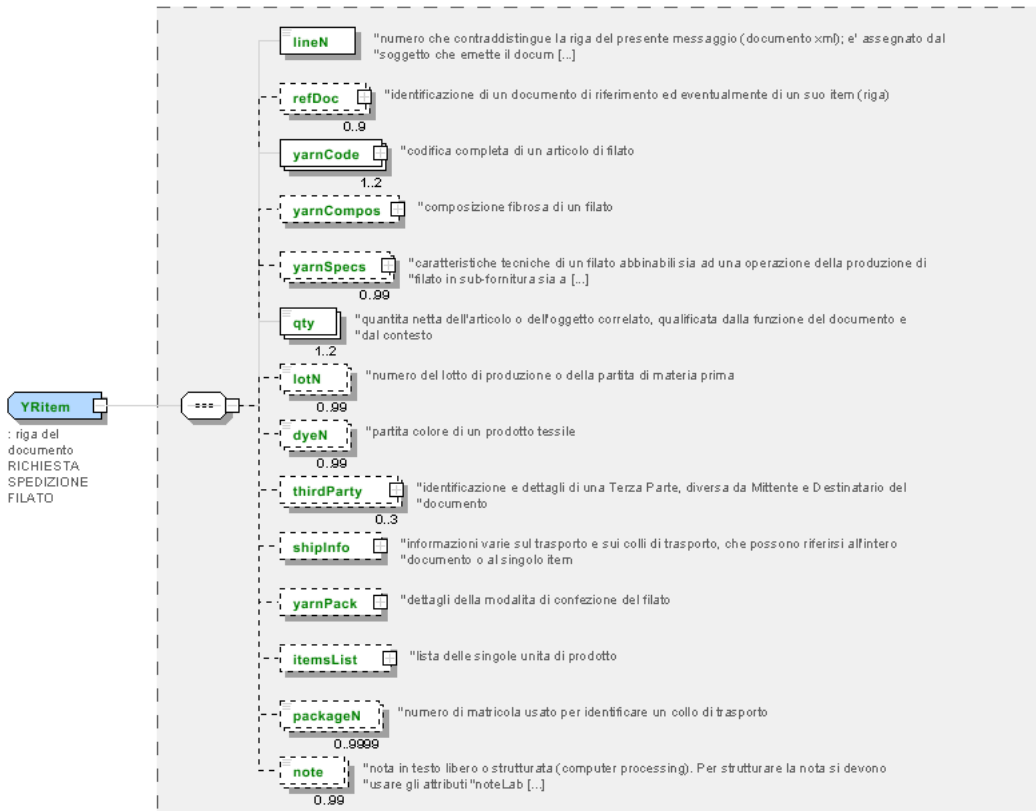 lineN
"numero che contraddistingue la riga del presente messaggio (documento xml); e' assegnato dal
"soggetto che emette il docum [...]
refDoc
"identificazione di un documento di riferimento ed eventualmente di un suo item (riga)
0..9
yarnCode
"codifica completa di un articolo di filato
1..2
yarnCompos
"composizione fibrosa di un filato
yarnSpecs
"caratteristiche tecniche di un filato abbinabili sia ad una operazione della produzione di
"filato in sub-fornitura sia a [...]
0..99
qty
"quantita netta dell'articolo o dell'oggetto correlato, qualificata dalla funzione del documento e
"dal contesto
1..2
lotN
"numero del lotto di produzione o della partita di materia prima
0..99
YRitem
: riga del
documento
RICHIESTA
SPEDIZIONE
FILATO
dyeN
"partita colore di un prodotto tessile
0..99
thirdParty
"identificazione e dettagli di una Terza Parte, diversa da Mittente e Destinatario del
"documento
0..3
shipInfo
"informazioni varie sul trasporto e sui colli di trasporto, che possono riferirsi all'intero
"documento o al singolo item
yarnPack
"dettagli della modalita di confezione del filato
itemsList
"lista delle singole unita di prodotto
packageN
"numero di matricola usato per identificare un collo di trasporto
0..9999
note
"nota in testo libero o strutturata (computer processing). Per strutturare la nota si devono
"usare gli attributi "noteLab [...]
0..99